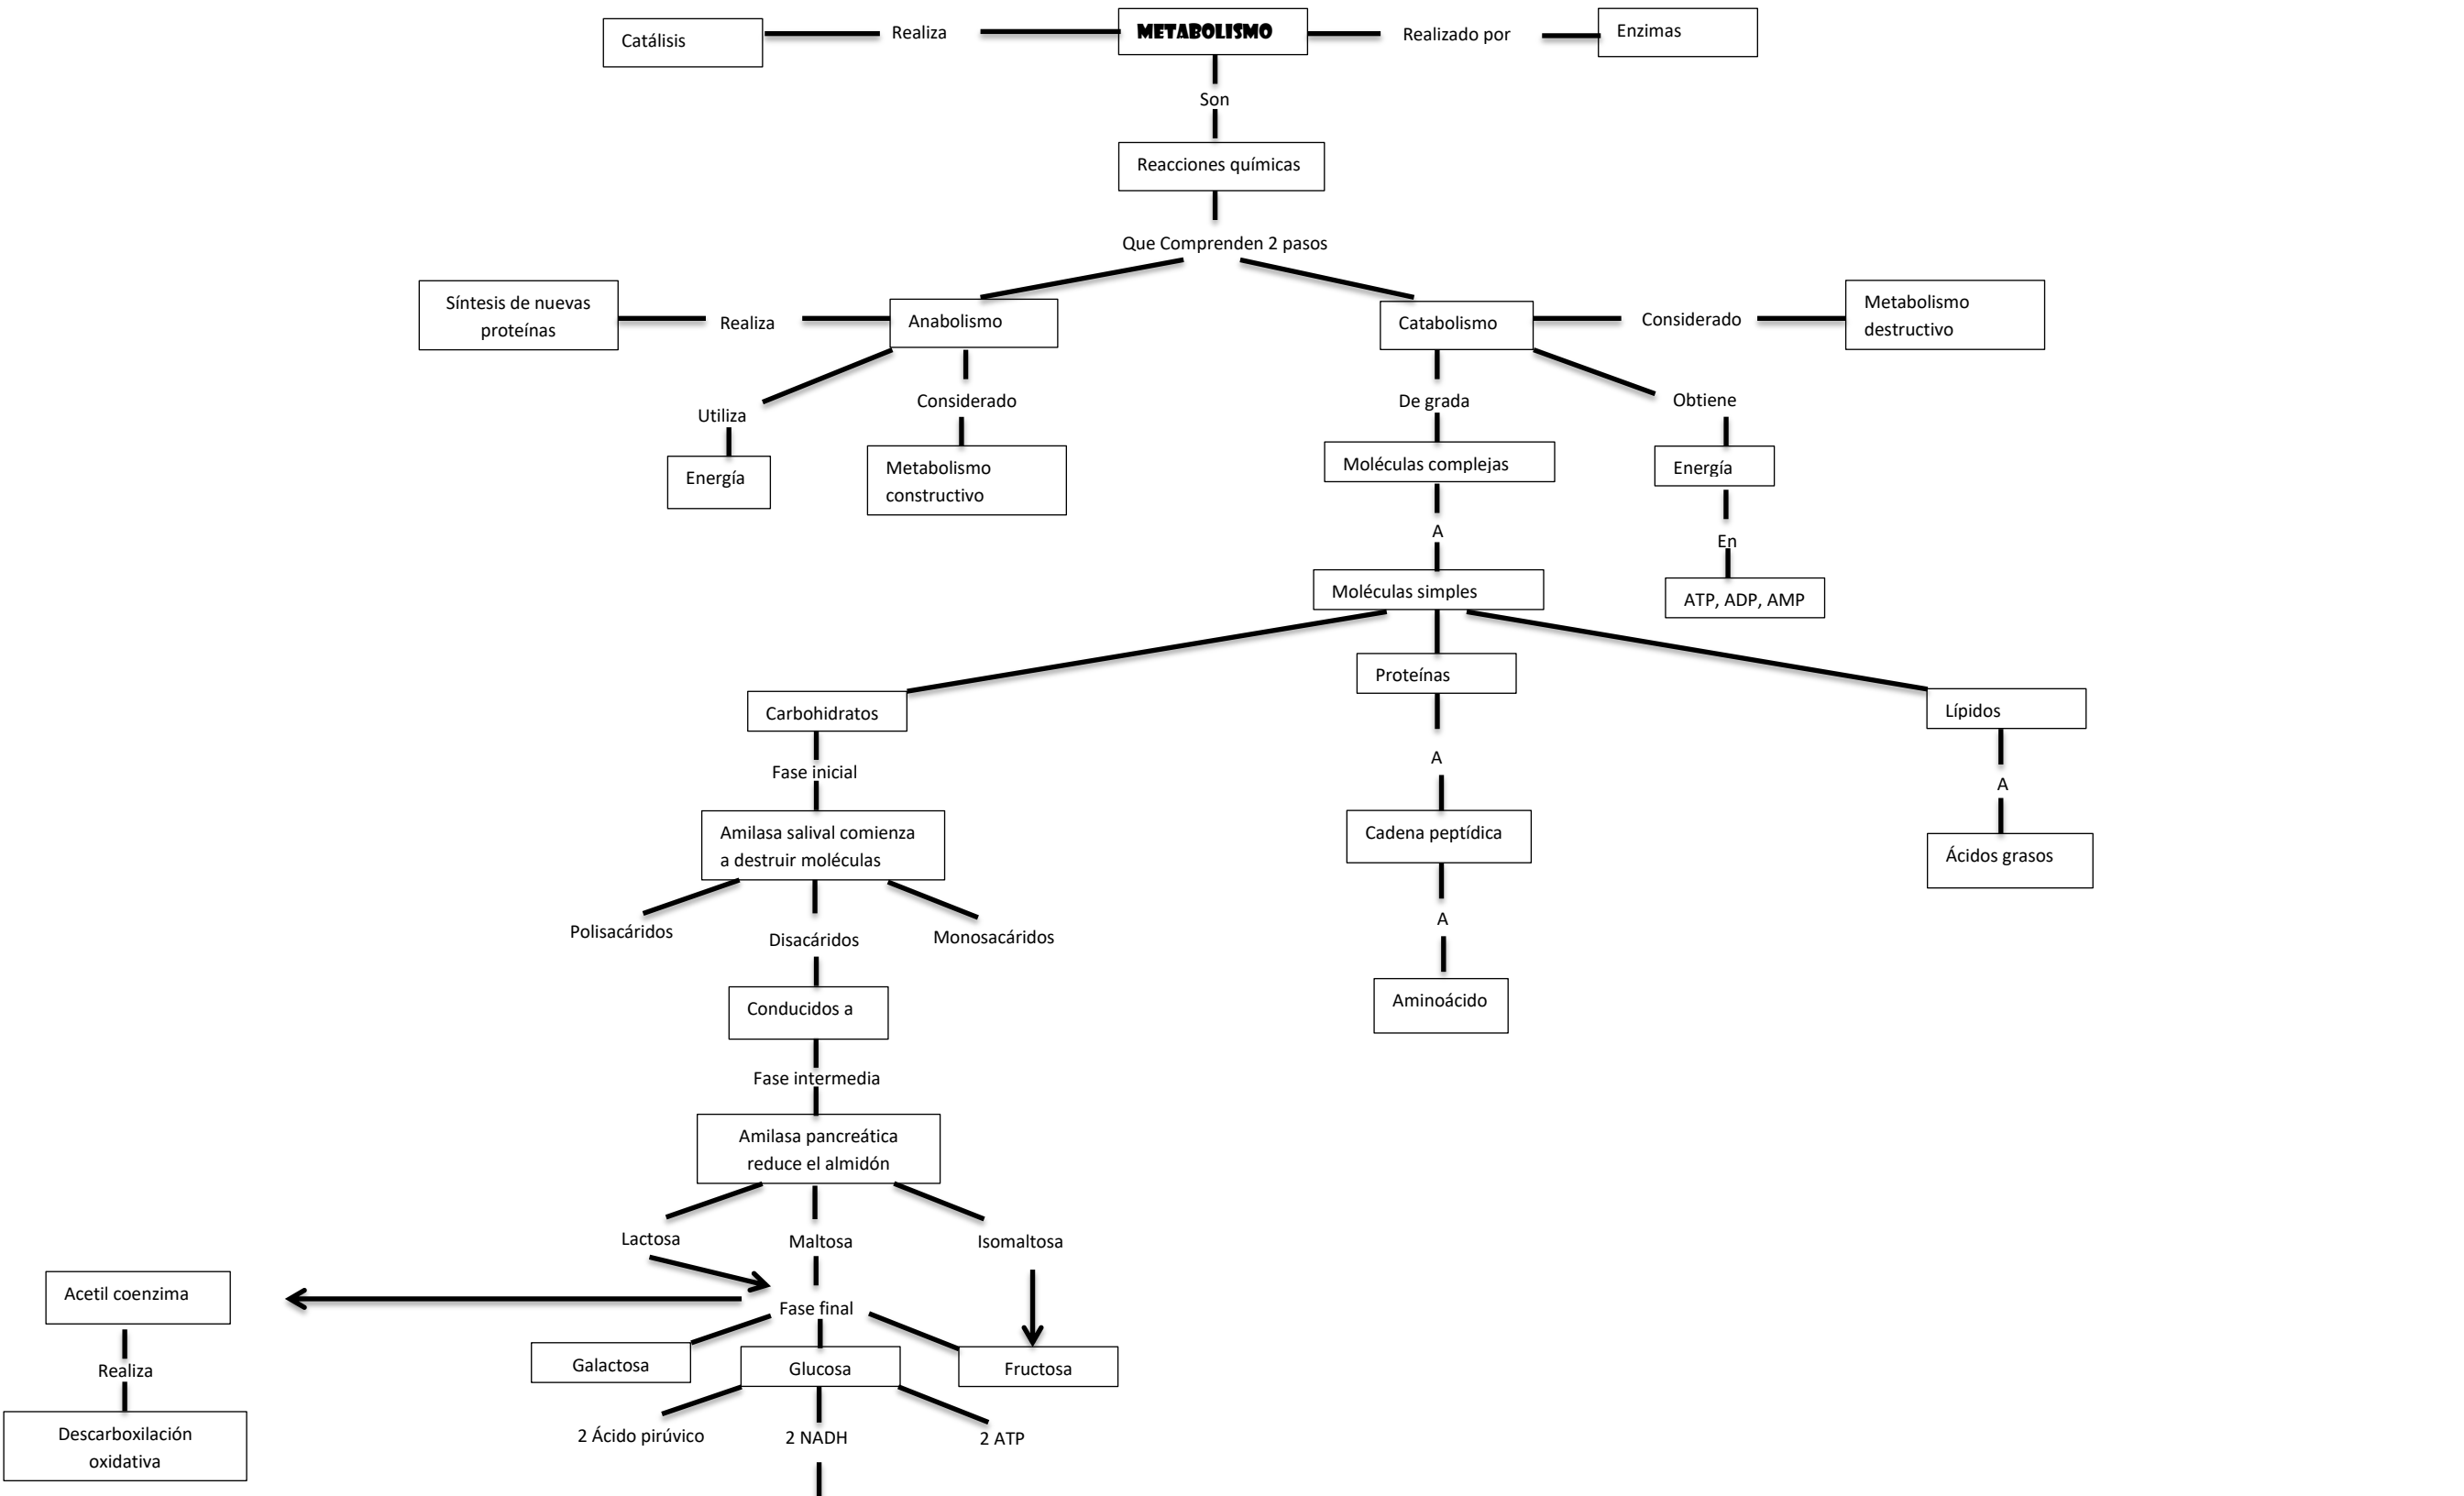 Catálisis
Realiza
METABOLISMO
Realizado por
Enzimas
Son
Reacciones químicas
Que Comprenden 2 pasos
Síntesis de nuevas
proteínas
Realiza
Anabolismo
Catabolismo
Considerado
Metabolismo
destructivo
Utiliza
Considerado
De grada
Obtiene
Energía
Metabolismo
constructivo
Moléculas complejas
Energía
A
En
Moléculas simples
ATP, ADP, AMP
Carbohidratos
Proteínas
Lípidos
Fase inicial
A
A
Amilasa salival comienza
a destruir moléculas
Cadena peptídica
Ácidos grasos
Polisacáridos
Disacáridos
Monosacáridos
A
Conducidos a
Aminoácido
Fase intermedia
Amilasa pancreática
reduce el almidón
Lactosa
Maltosa
Isomaltosa
Acetil coenzima
Fase final
Realiza
Galactosa
Glucosa
Fructosa
Descarboxilación
oxidativa
2 Ácido pirúvico
2 NADH
2 ATP